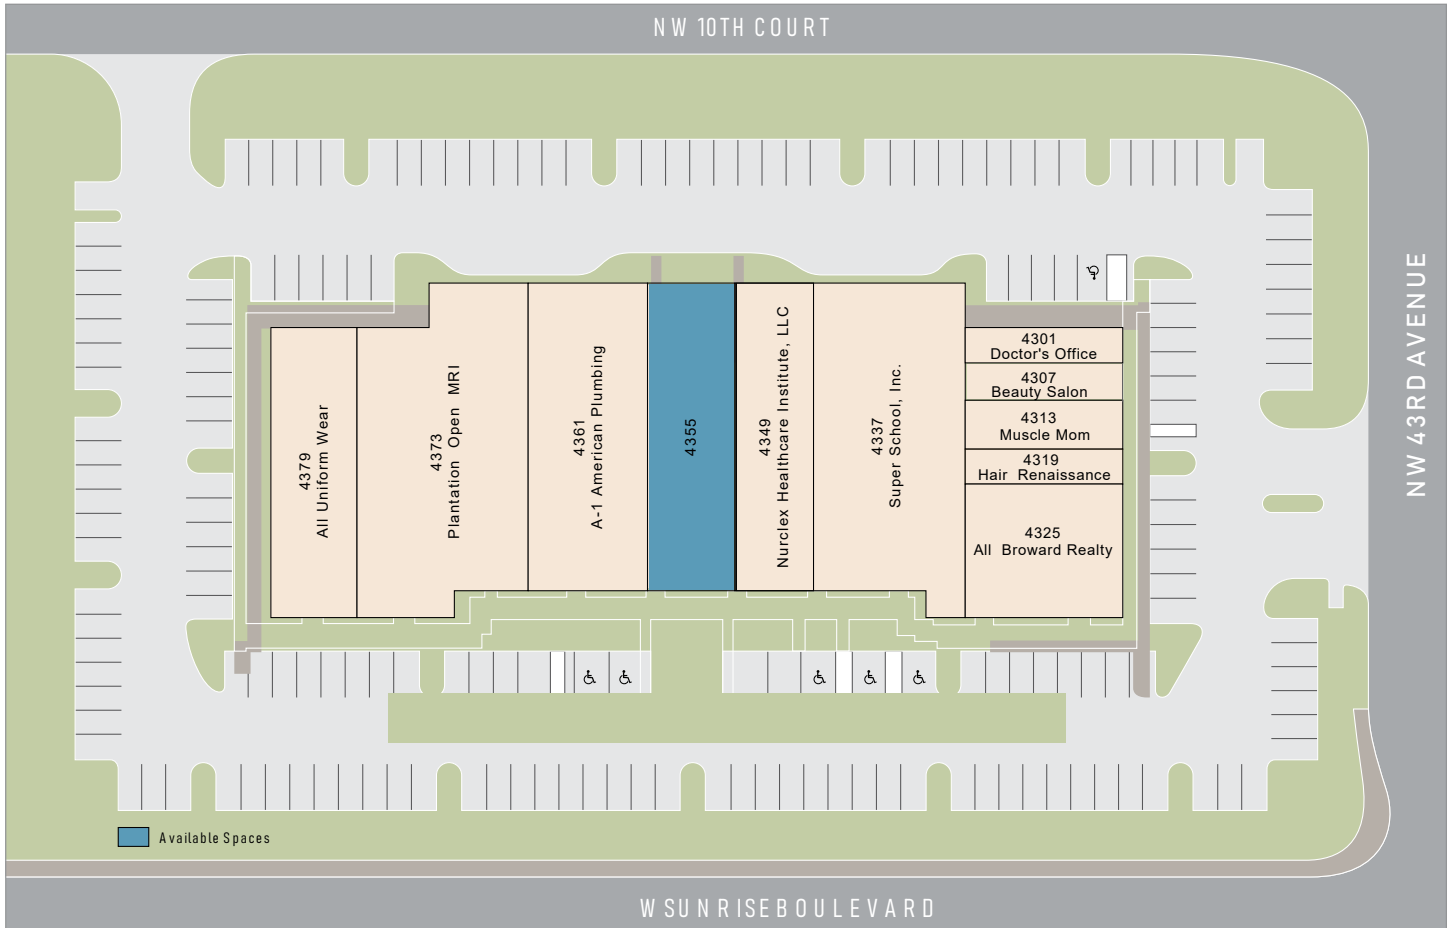 NW 10TH COURT
NW 43RD AVENUE
4379
All Uniform Wear
4373
Plantation Open MRI
4361
A-1 American Plumbing
4355
4349
Nurclex Healthcare Institute, LLC
4337
Super School, Inc.
4301
Doctor's Office
4307
Beauty Salon
4313
Muscle Mom
4319
Hair Renaissance
4325
All Broward Realty
Available Spaces
W SUNRISE BOULEVARD